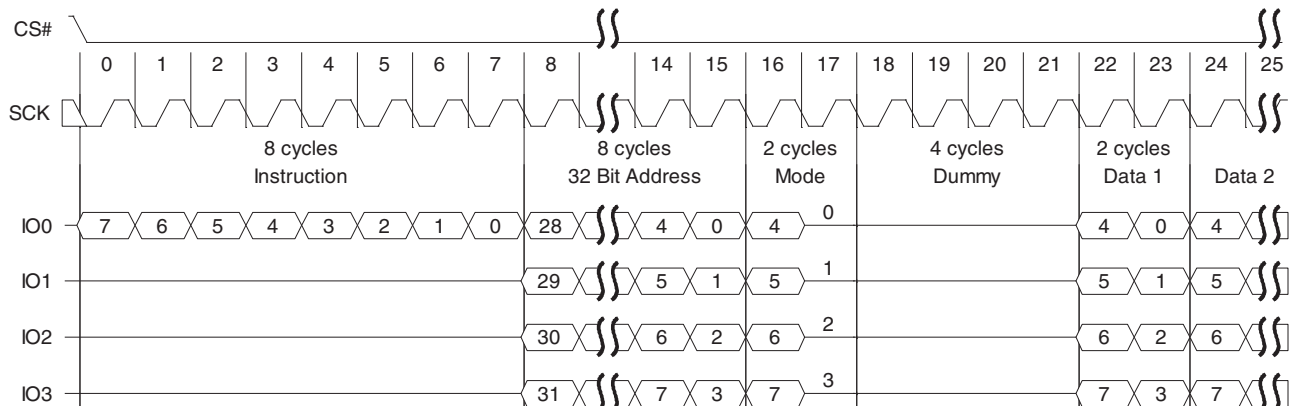 CS#
0 1 2 3 4 5 6 7 8 14 15 16 17 18 19 20 21 22 23 24 25
SCK
8 cycles 8 cycles 2 cycles 4 cycles 2 cycles
Instruction 32 Bit Address Mode Dummy Data 1 Data 2
IO0 7 6 5 4 3 2 1 0 28 4 0 4 0 4 0 4
IO1 29 5 1 5 1 5 1 5
IO2 30 6 2 6 2 6 2 6
IO3 31 7 3 7 3 7 3 7